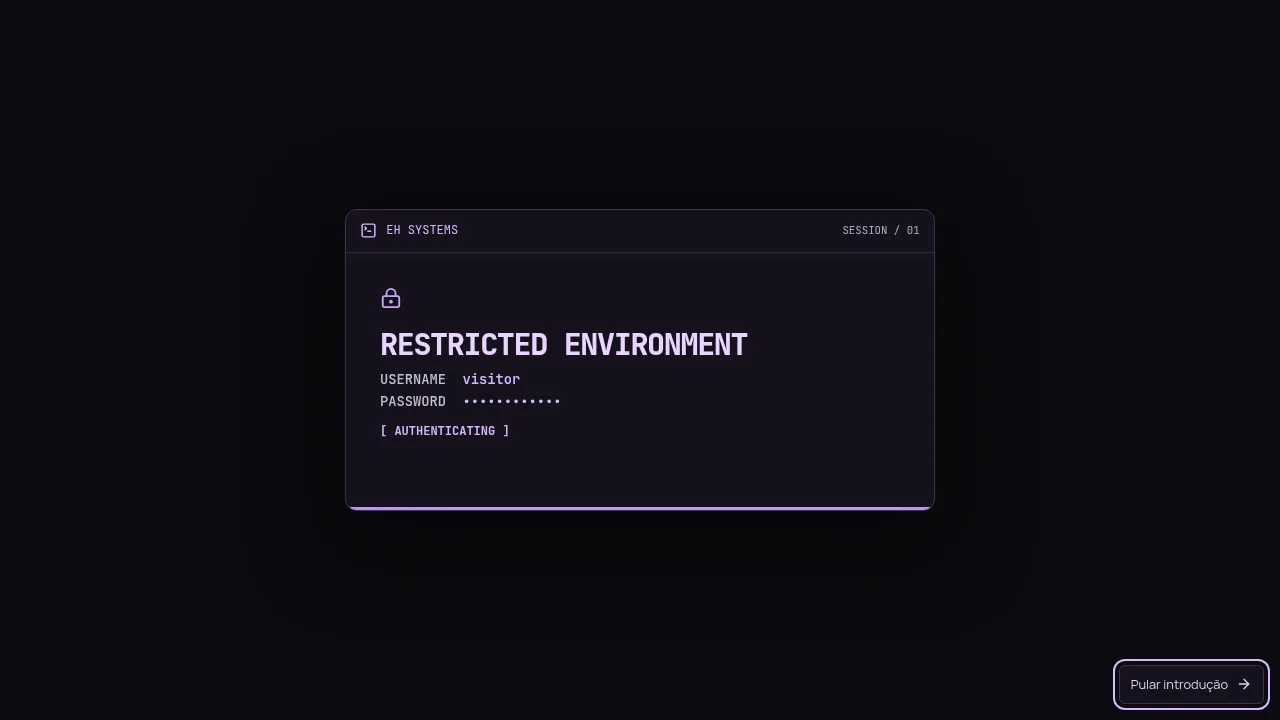 EH SYSTEMS
SESSION / 01
RESTRICTED ENVIRONMENT
USERNAME visitor
PASSWORD ••••••••••••
[ AUTHENTICATING ]
Pular introdução